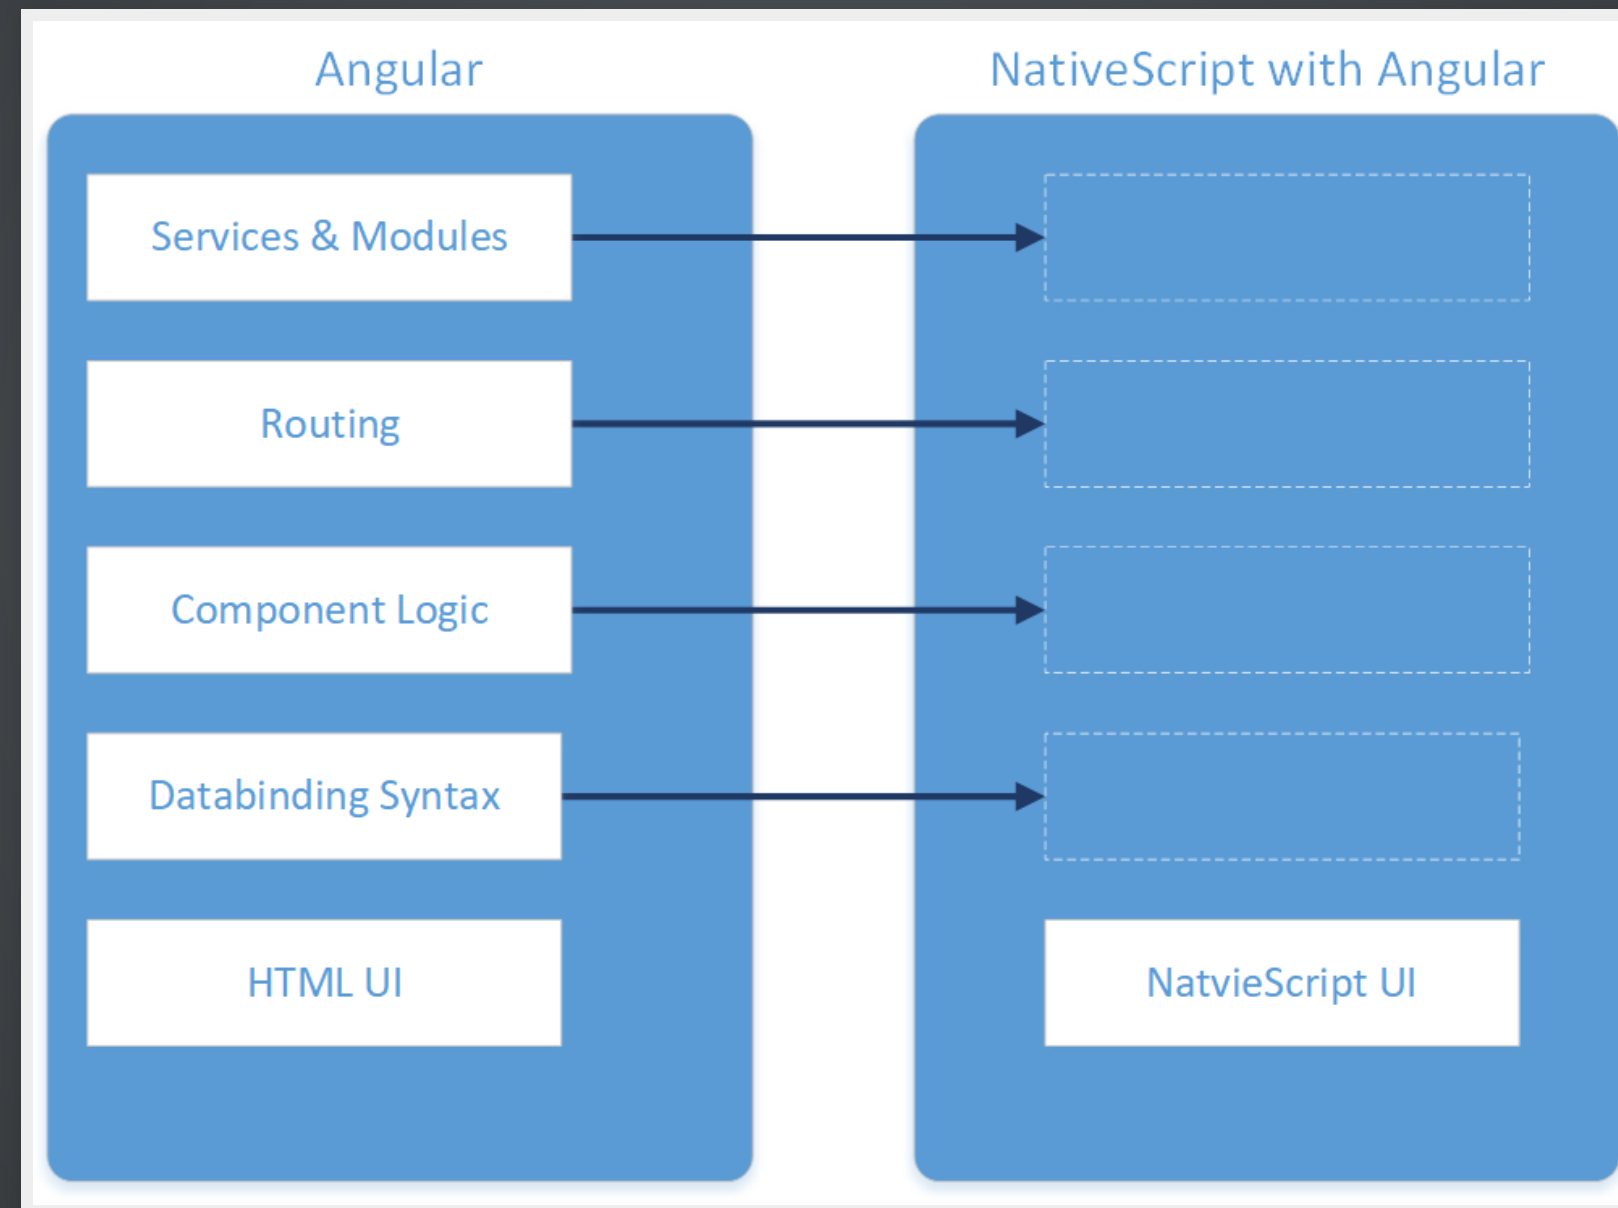 Angular
NativeScript with Angular
Services & Modules
Routing
Component Logic
Databinding Syntax
HTML UI
NatvieScript UI